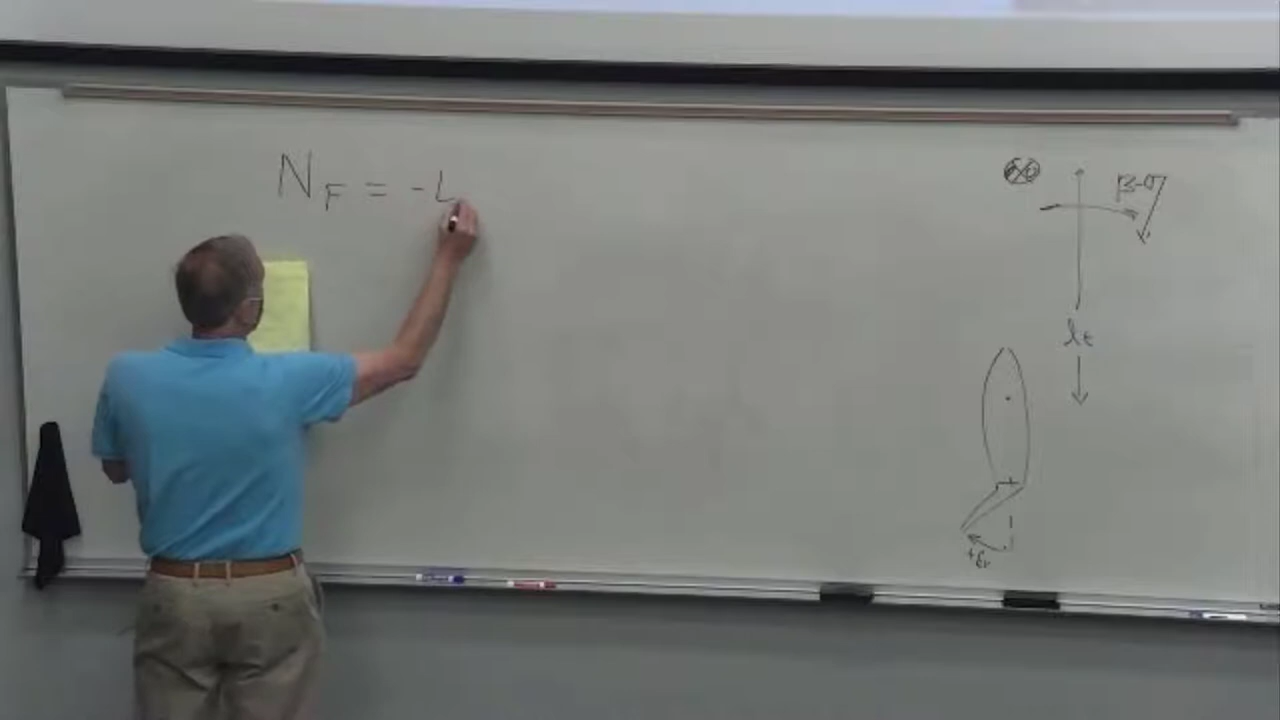 N_F = -L
β-σ
l_t
+δ_r